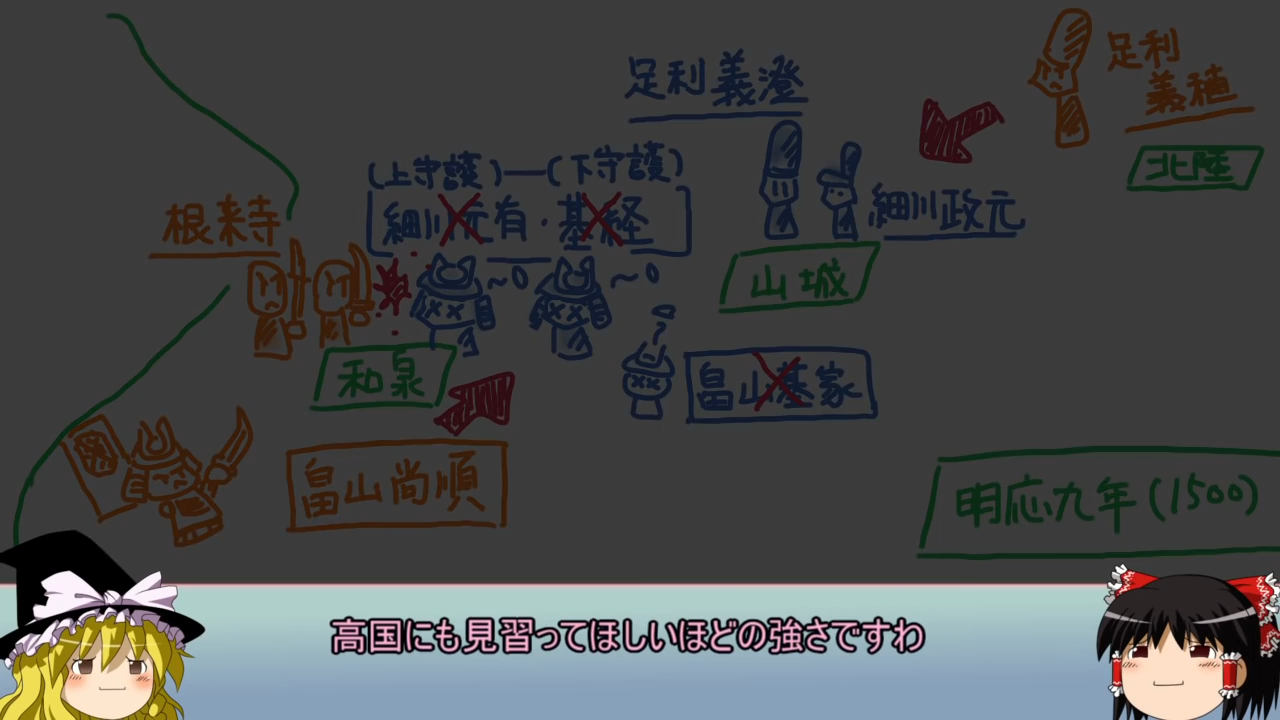 足利義澄
足利
義稙
北陸
(上守護)—(下守護)
細川元有・基経
細川政元
根来寺
山城
和泉
畠山基家
畠山尚順
明応九年(1500)
高国にも見習ってほしいほどの強さですわ